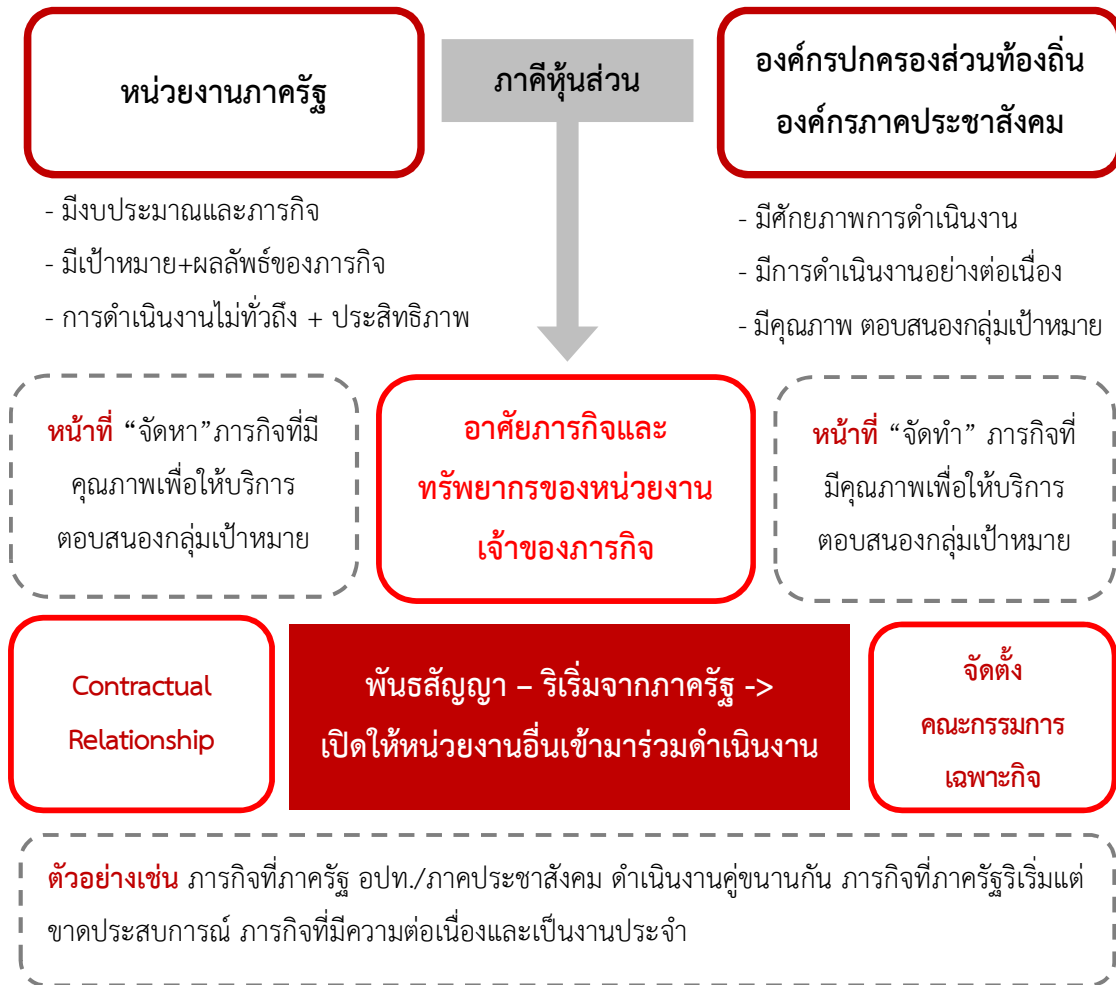 หน่วยงานภาครัฐ
ภาคีหุ้นส่วน
องค์กรปกครองส่วนท้องถิ่น
องค์กรภาคประชาสังคม
- มีงบประมาณและภารกิจ
- มีเป้าหมาย+ผลลัพธ์ของภารกิจ
- การดำเนินงานไม่ทั่วถึง + ประสิทธิภาพ
- มีศักยภาพการดำเนินงาน
- มีการดำเนินงานอย่างต่อเนื่อง
- มีคุณภาพ ตอบสนองกลุ่มเป้าหมาย
หน้าที่ “จัดหา”ภารกิจที่มี
คุณภาพเพื่อให้บริการ
ตอบสนองกลุ่มเป้าหมาย
อาศัยภารกิจและ
ทรัพยากรของหน่วยงาน
เจ้าของภารกิจ
หน้าที่ “จัดทำ” ภารกิจที่
มีคุณภาพเพื่อให้บริการ
ตอบสนองกลุ่มเป้าหมาย
Contractual
Relationship
พันธสัญญา – ริเริ่มจากภาครัฐ ->
เปิดให้หน่วยงานอื่นเข้ามาร่วมดำเนินงาน
จัดตั้ง
คณะกรรมการ
เฉพาะกิจ
ตัวอย่างเช่น ภารกิจที่ภาครัฐ อปท./ภาคประชาสังคม ดำเนินงานคู่ขนานกัน ภารกิจที่ภาครัฐริเริ่มแต่
ขาดประสบการณ์ ภารกิจที่มีความต่อเนื่องและเป็นงานประจำ